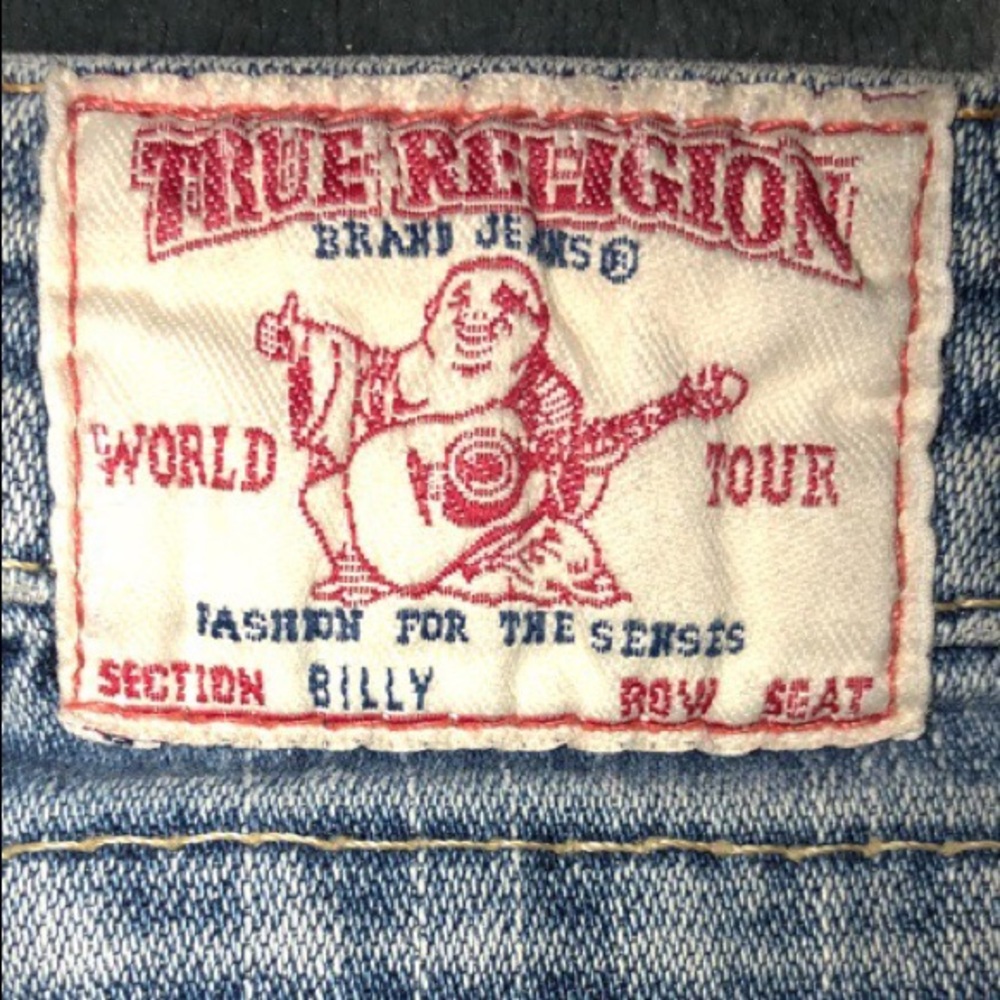 TRUE RELIGION
BRAND JEANS®
WORLD TOUR
FASHION FOR THE SENSES
SECTION BILLY ROW SEAT